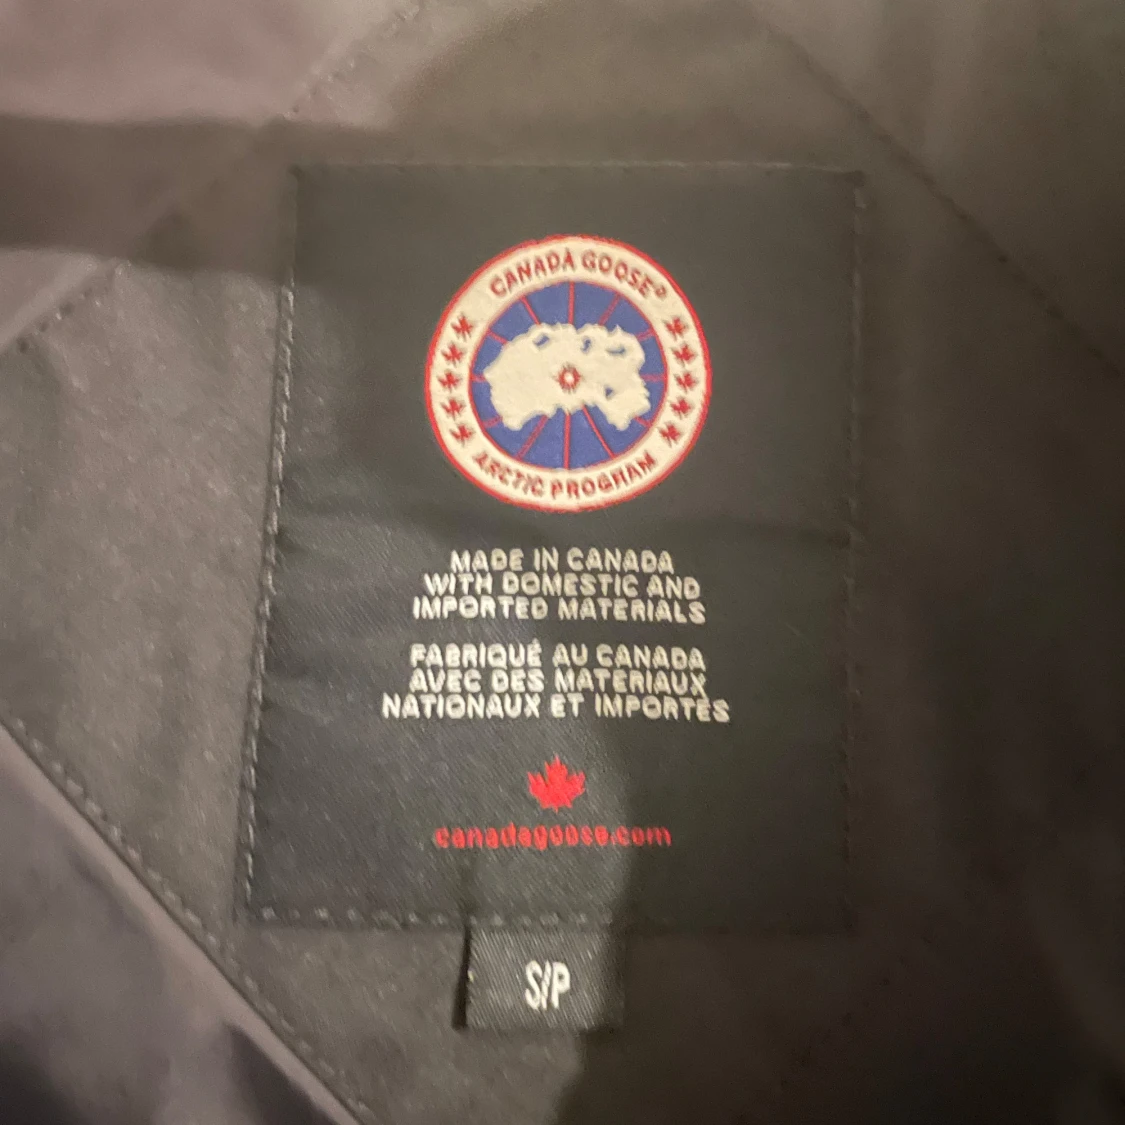 CANADA GOOSE®
ARCTIC PROGRAM
MADE IN CANADA
WITH DOMESTIC AND
IMPORTED MATERIALS
FABRIQUÉ AU CANADA
AVEC DES MATERIAUX
NATIONAUX ET IMPORTÉS
canadagoose.com
S/P